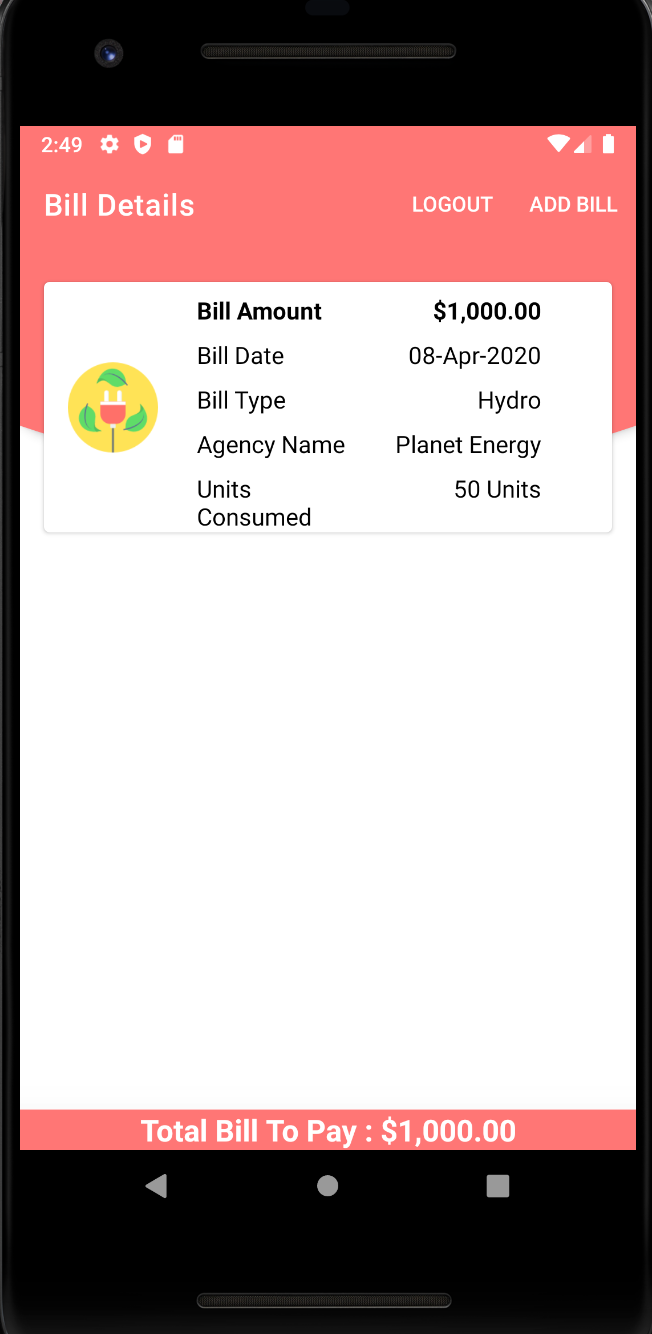 2:49
Bill Details LOGOUT ADD BILL
Bill Amount $1,000.00
Bill Date 08-Apr-2020
Bill Type Hydro
Agency Name Planet Energy
Units 50 Units
Consumed
Total Bill To Pay : $1,000.00